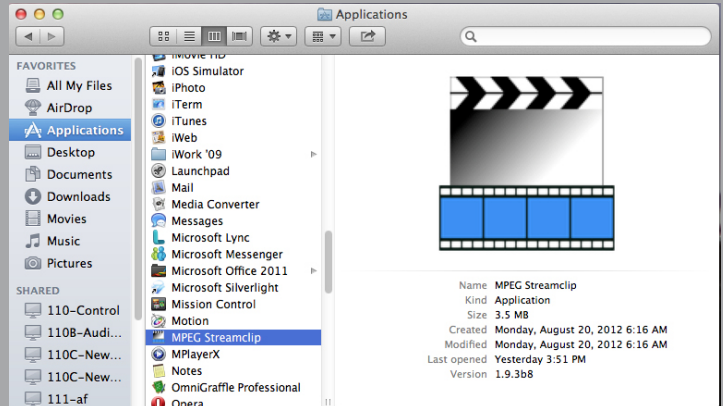 Applications
FAVORITES
All My Files
AirDrop
Applications
Desktop
Documents
Downloads
Movies
Music
Pictures
SHARED
110-Control
110B-Audi...
110C-New...
110C-New...
111-af
iMovie HD
iOS Simulator
iPhoto
iTerm
iTunes
iWeb
iWork '09
Launchpad
Mail
Media Converter
Messages
Microsoft Lync
Microsoft Messenger
Microsoft Office 2011
Microsoft Silverlight
Mission Control
Motion
MPEG Streamclip
MPlayerX
Notes
OmniGraffle Professional
Opera
Name MPEG Streamclip
Kind Application
Size 3.5 MB
Created Monday, August 20, 2012 6:16 AM
Modified Monday, August 20, 2012 6:16 AM
Last opened Yesterday 3:51 PM
Version 1.9.3b8